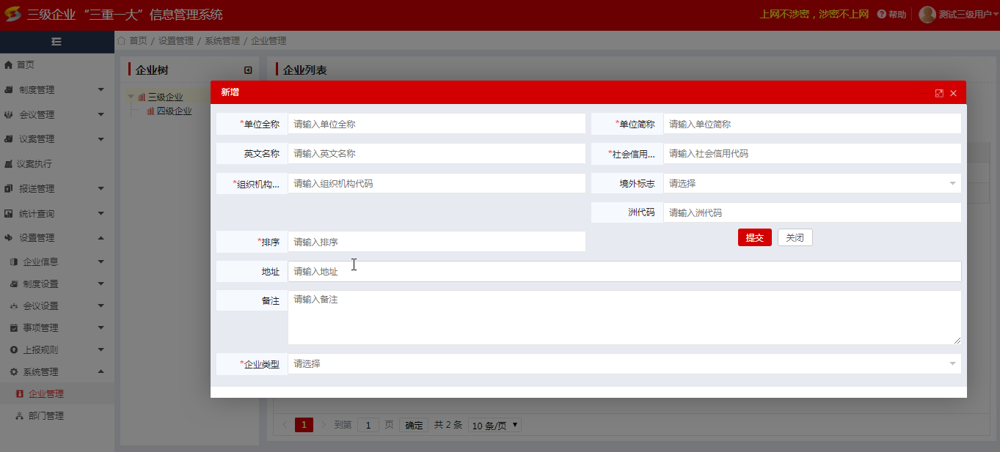 三级企业 “三重一大”信息管理系统
上网不涉密，涉密不上网
帮助
测试三级用户
首页 / 设置管理 / 系统管理 / 企业管理
首页
制度管理
会议管理
议案管理
议案执行
报送管理
统计查询
设置管理
企业信息
制度设置
会议设置
事项管理
上报规则
系统管理
企业管理
部门管理
企业树
三级企业
四级企业
企业列表
新增
*单位全称 请输入单位全称
*单位简称 请输入单位简称
英文名称 请输入英文名称
*社会信用... 请输入社会信用代码
*组织机构... 请输入组织机构代码
境外标志 请选择
洲代码 请输入洲代码
*排序 请输入排序
提交 关闭
地址 请输入地址
备注 请输入备注
*企业类型 请选择
1 到第 1 页 确定 共 2 条 10 条/页